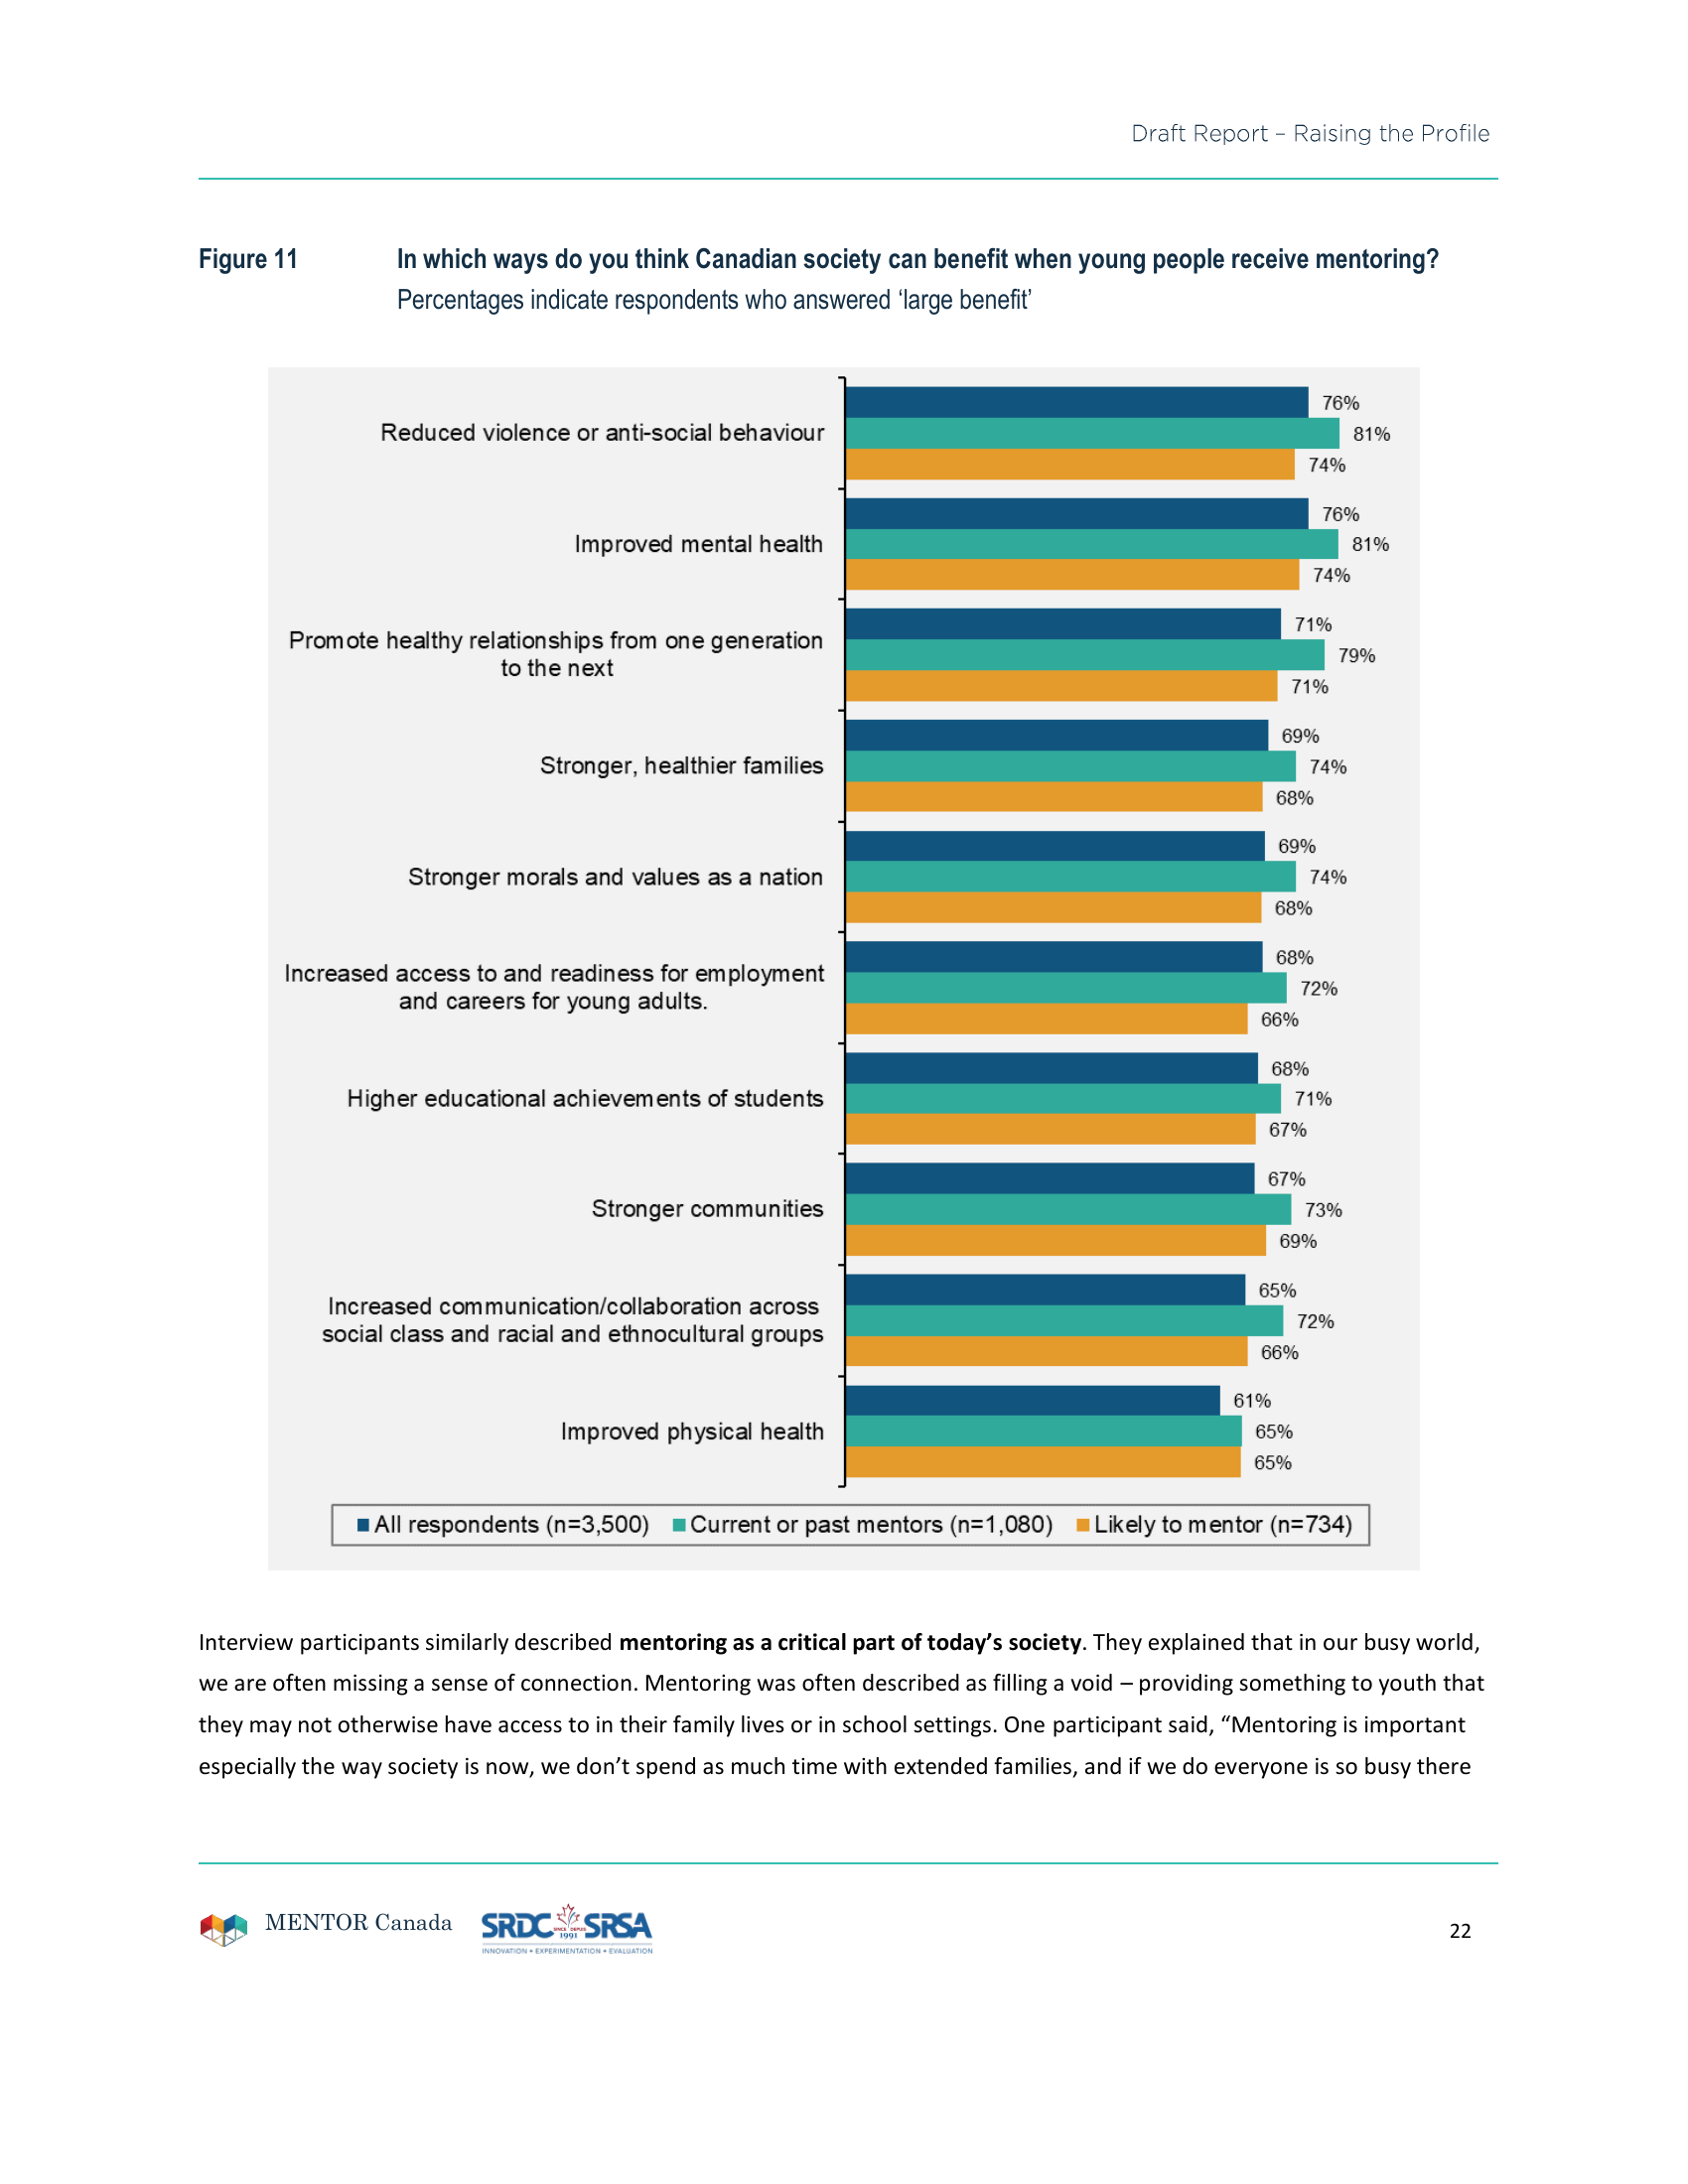 Draft Report – Raising the Profile
Figure 11 In which ways do you think Canadian society can benefit when young people receive mentoring?
Percentages indicate respondents who answered ‘large benefit’
Reduced violence or anti-social behaviour
76%
81%
74%
Improved mental health
76%
81%
74%
Promote healthy relationships from one generation
to the next
71%
79%
71%
Stronger, healthier families
69%
74%
68%
Stronger morals and values as a nation
69%
74%
68%
Increased access to and readiness for employment
and careers for young adults.
68%
72%
66%
Higher educational achievements of students
68%
71%
67%
Stronger communities
67%
73%
69%
Increased communication/collaboration across
social class and racial and ethnocultural groups
65%
72%
66%
Improved physical health
61%
65%
65%
All respondents (n=3,500) Current or past mentors (n=1,080) Likely to mentor (n=734)
Interview participants similarly described mentoring as a critical part of today’s society. They explained that in our busy world,
we are often missing a sense of connection. Mentoring was often described as filling a void – providing something to youth that
they may not otherwise have access to in their family lives or in school settings. One participant said, “Mentoring is important
especially the way society is now, we don’t spend as much time with extended families, and if we do everyone is so busy there
MENTOR Canada
SRDC SRSA
SINCE DEPUIS
1991
INNOVATION • EXPERIMENTATION • EVALUATION
22